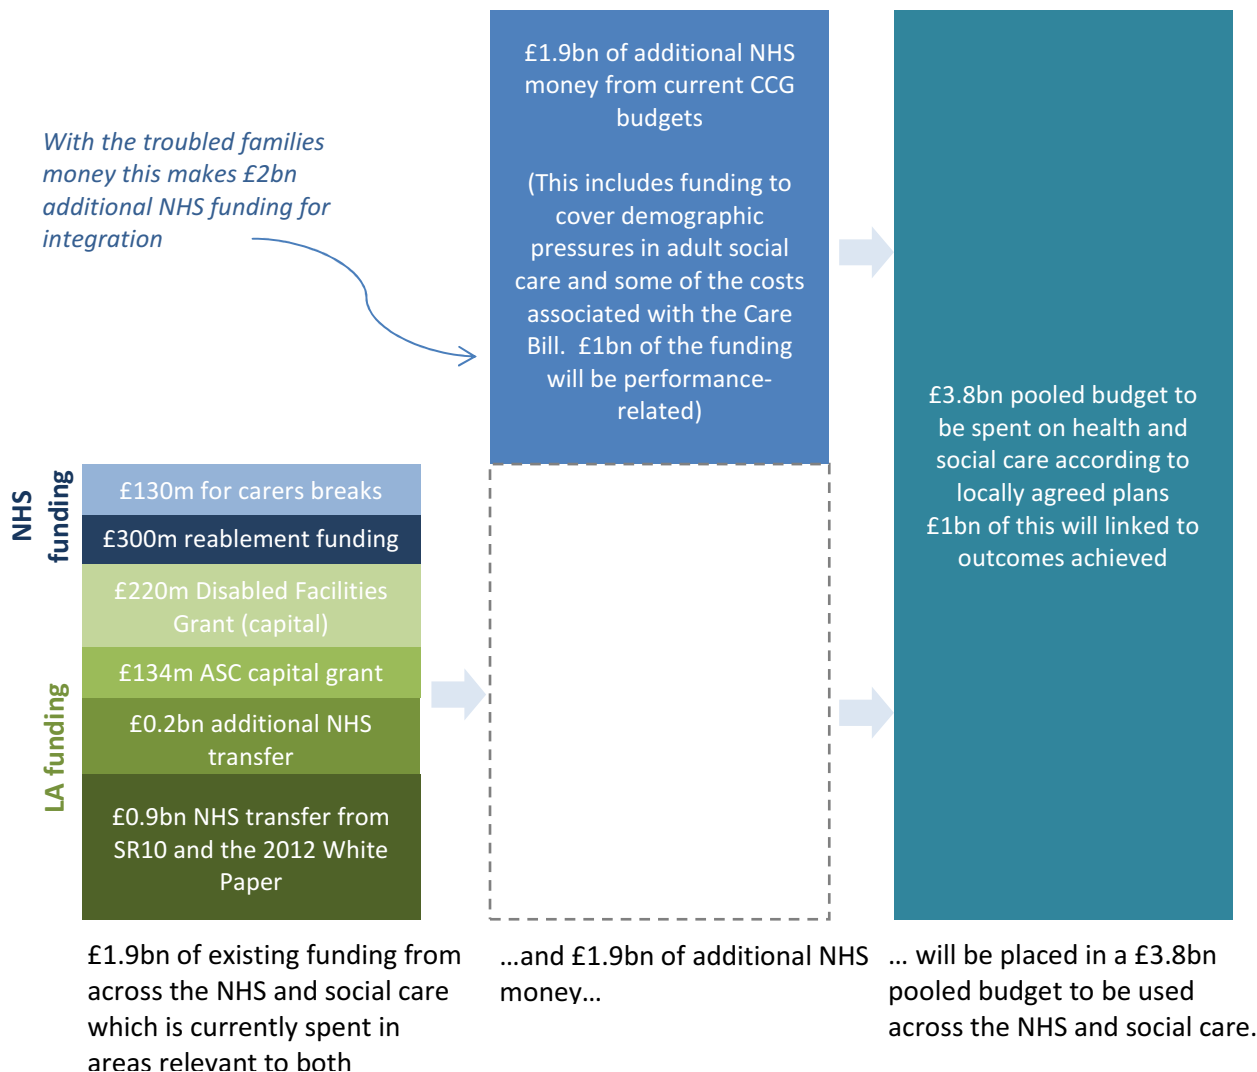 £1.9bn of additional NHS
money from current CCG
budgets
(This includes funding to
cover demographic
pressures in adult social
care and some of the costs
associated with the Care
Bill.  £1bn of the funding
will be performance-
related)
With the troubled families
money this makes £2bn
additional NHS funding for
integration
£3.8bn pooled budget to
be spent on health and
social care according to
locally agreed plans
£1bn of this will linked to
outcomes achieved
NHS
funding
£130m for carers breaks
£300m reablement funding
LA funding
£220m Disabled Facilities
Grant (capital)
£134m ASC capital grant
£0.2bn additional NHS
transfer
£0.9bn NHS transfer from
SR10 and the 2012 White
Paper
£1.9bn of existing funding from
across the NHS and social care
which is currently spent in
areas relevant to both
…and £1.9bn of additional NHS
money…
… will be placed in a £3.8bn
pooled budget to be used
across the NHS and social care.